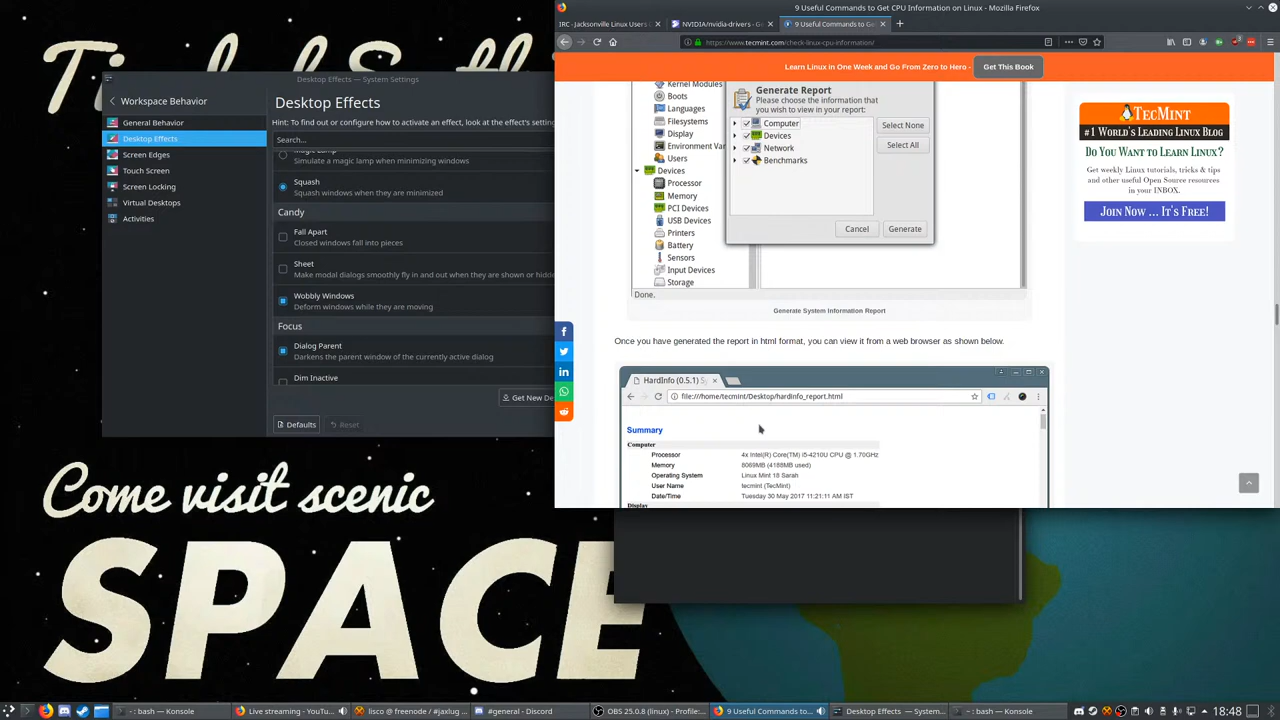 Come visit scenic
SPACE
Desktop Effects — System Settings
Workspace Behavior
General Behavior
Desktop Effects
Screen Edges
Touch Screen
Screen Locking
Virtual Desktops
Activities
Desktop Effects
Hint: To find out or configure how to activate an effect, look at the effect's setting
Search...
Magic Lamp
Simulate a magic lamp when minimizing windows
Squash
Squash windows when they are minimized
Candy
Fall Apart
Closed windows fall into pieces
Sheet
Make modal dialogs smoothly fly in and out when they are shown or hidde
Wobbly Windows
Deform windows while they are moving
Focus
Dialog Parent
Darkens the parent window of the currently active dialog
Dim Inactive
Get New De
Defaults
Reset
9 Useful Commands to Get CPU Information on Linux - Mozilla Firefox
IRC - Jacksonville Linux Users
NVIDIA/nvidia-drivers - Ge
9 Useful Commands to Ge
https://www.tecmint.com/check-linux-cpu-information/
Learn Linux in One Week and Go From Zero to Hero -
Get This Book
Kernel Modules
Boots
Languages
Filesystems
Display
Environment Var
Users
Devices
Processor
Memory
PCI Devices
USB Devices
Printers
Battery
Sensors
Input Devices
Storage
Done.
Generate Report
Please choose the information that
you wish to view in your report:
Computer
Devices
Network
Benchmarks
Select None
Select All
Cancel
Generate
Generate System Information Report
Once you have generated the report in html format, you can view it from a web browser as shown below.
HardInfo (0.5.1) Sy
file:///home/tecmint/Desktop/hardinfo_report.html
Summary
Computer
Processor 4x Intel(R) Core(TM) i5-4210U CPU @ 1.70GHz
Memory 8069MB (4188MB used)
Operating System Linux Mint 18 Sarah
User Name tecmint (TecMint)
Date/Time Tuesday 30 May 2017 11:21:11 AM IST
Display
TECMINT
#1 WORLD'S LEADING LINUX BLOG
DO YOU WANT TO LEARN LINUX?
Get weekly Linux tutorials, tricks & tips
and other useful Open Source resources
in your INBOX.
JOIN NOW ... IT'S FREE!
- : bash — Konsole
Live streaming - YouTu...
lisco @ freenode / #jaxlug ...
#general - Discord
OBS 25.0.8 (linux) - Profile:...
9 Useful Commands to...
Desktop Effects — System...
~ : bash — Konsole
18:48